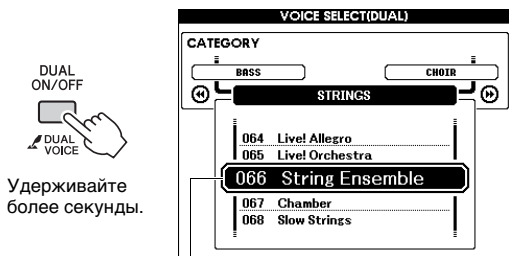 VOICE SELECT(DUAL)
CATEGORY
BASS
CHOIR
STRINGS
064 Live! Allegro
065 Live! Orchestra
066 String Ensemble
067 Chamber
068 Slow Strings
DUAL
ON/OFF
DUAL
VOICE
Удерживайте
более секунды.